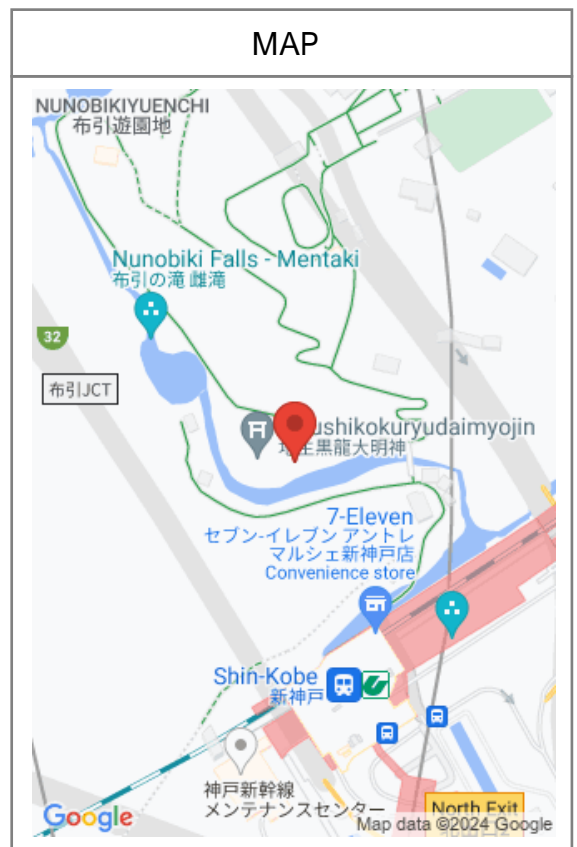 MAP
NUNOBIKIYUENCHI
布引遊園地
Nunobiki Falls - Mentaki
布引の滝 雌滝
32
布引JCT
ushikokuryudaimyojin
主黒龍大明神
7-Eleven
セブン-イレブン アントレ
マルシェ新神戸店
Convenience store
Shin-Kobe
新神戸
神戸新幹線
メンテナンスセンター
North Exit
Google
Map data ©2024 Google